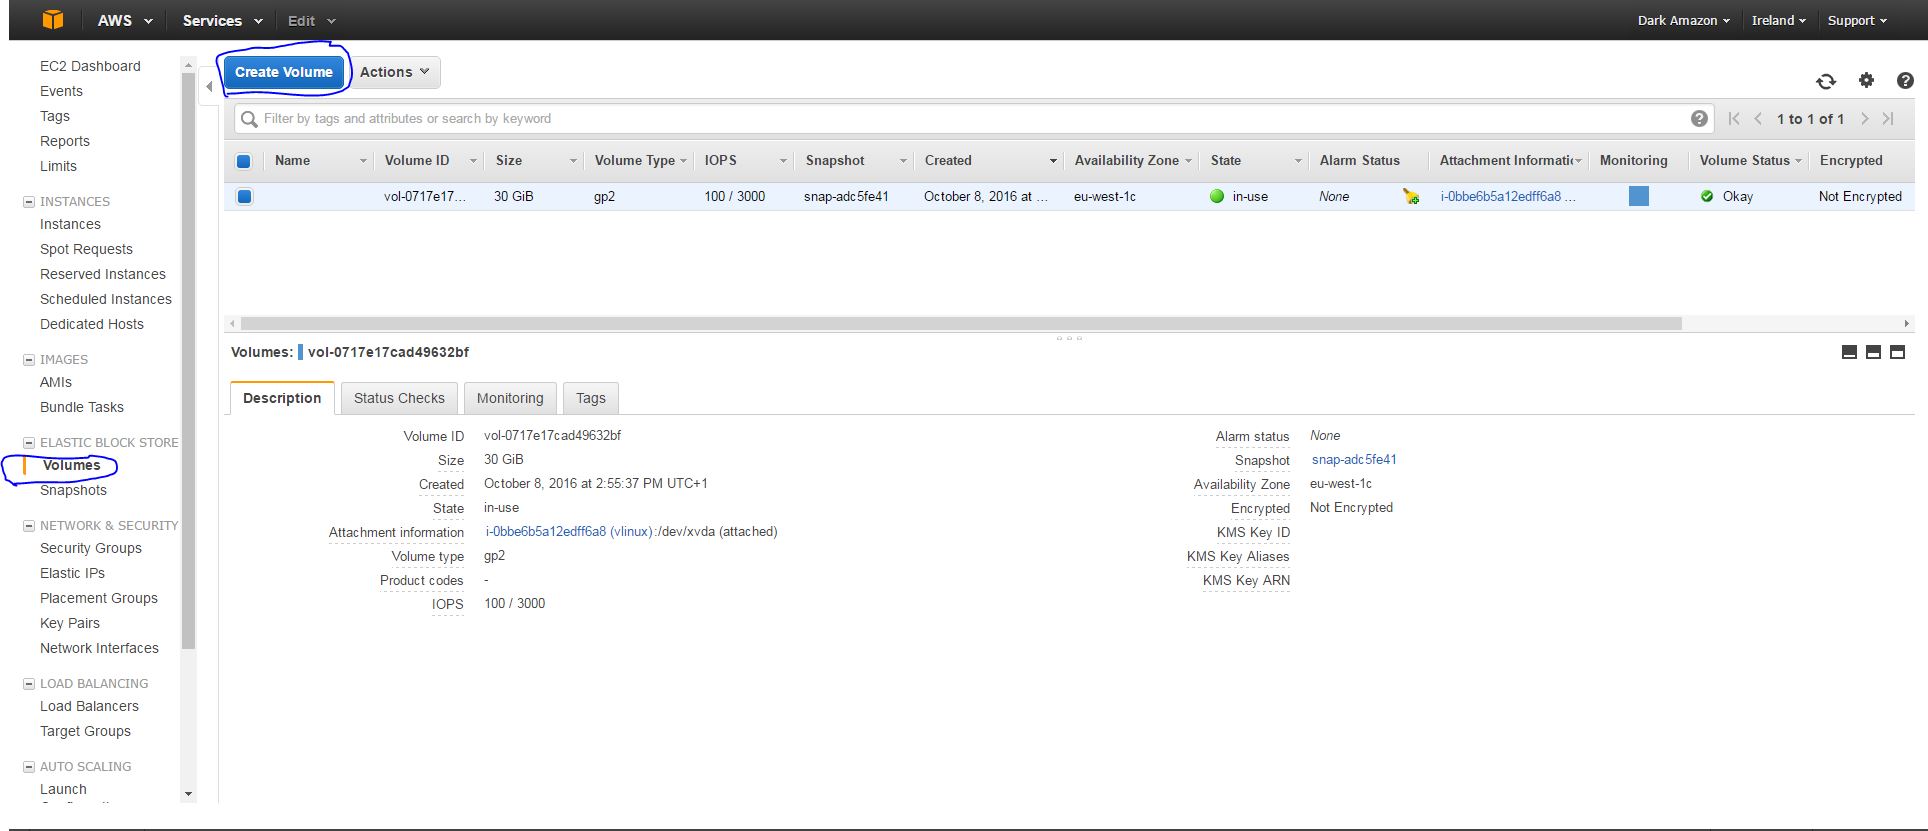 AWS Services Edit Dark Amazon Ireland Support
EC2 Dashboard
Events
Tags
Reports
Limits
INSTANCES
Instances
Spot Requests
Reserved Instances
Scheduled Instances
Dedicated Hosts
IMAGES
AMIs
Bundle Tasks
ELASTIC BLOCK STORE
Volumes
Snapshots
NETWORK & SECURITY
Security Groups
Elastic IPs
Placement Groups
Key Pairs
Network Interfaces
LOAD BALANCING
Load Balancers
Target Groups
AUTO SCALING
Launch
Create Volume Actions
Filter by tags and attributes or search by keyword 1 to 1 of 1
Name Volume ID Size Volume Type IOPS Snapshot Created Availability Zone State Alarm Status Attachment Informatic Monitoring Volume Status Encrypted
vol-0717e17... 30 GiB gp2 100 / 3000 snap-adc5fe41 October 8, 2016 at ... eu-west-1c in-use None i-0bbe6b5a12edff6a8 ... Okay Not Encrypted
Volumes: vol-0717e17cad49632bf
Description Status Checks Monitoring Tags
Volume ID vol-0717e17cad49632bf
Size 30 GiB
Created October 8, 2016 at 2:55:37 PM UTC+1
State in-use
Attachment information i-0bbe6b5a12edff6a8 (vlinux):/dev/xvda (attached)
Volume type gp2
Product codes -
IOPS 100 / 3000
Alarm status None
Snapshot snap-adc5fe41
Availability Zone eu-west-1c
Encrypted Not Encrypted
KMS Key ID
KMS Key Aliases
KMS Key ARN